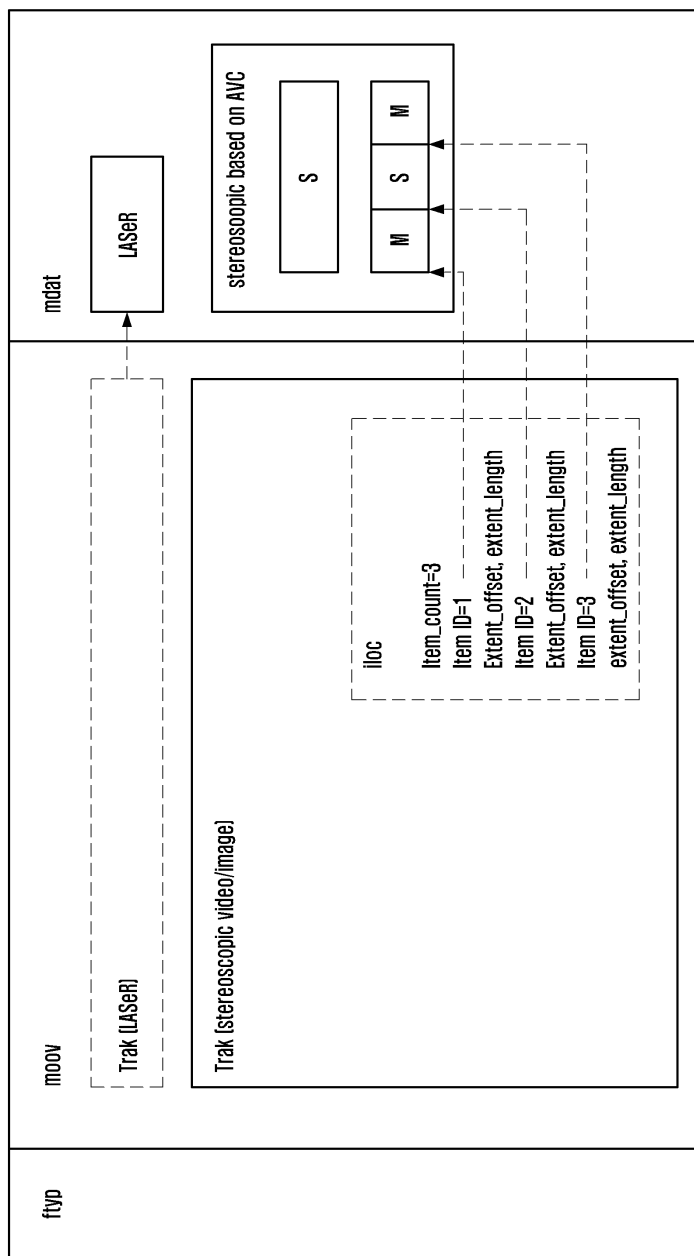 ftyp
moov
mdat
Trak (LASeR)
LASeR
Trak (stereoscopic video/image)
iloc
Item_count=3
Item ID=1
Extent_offset, extent_length
Item ID=2
Extent_offset, extent_length
Item ID=3
extent_offset, extent_length
stereosoopic based on AVC
S
M S M